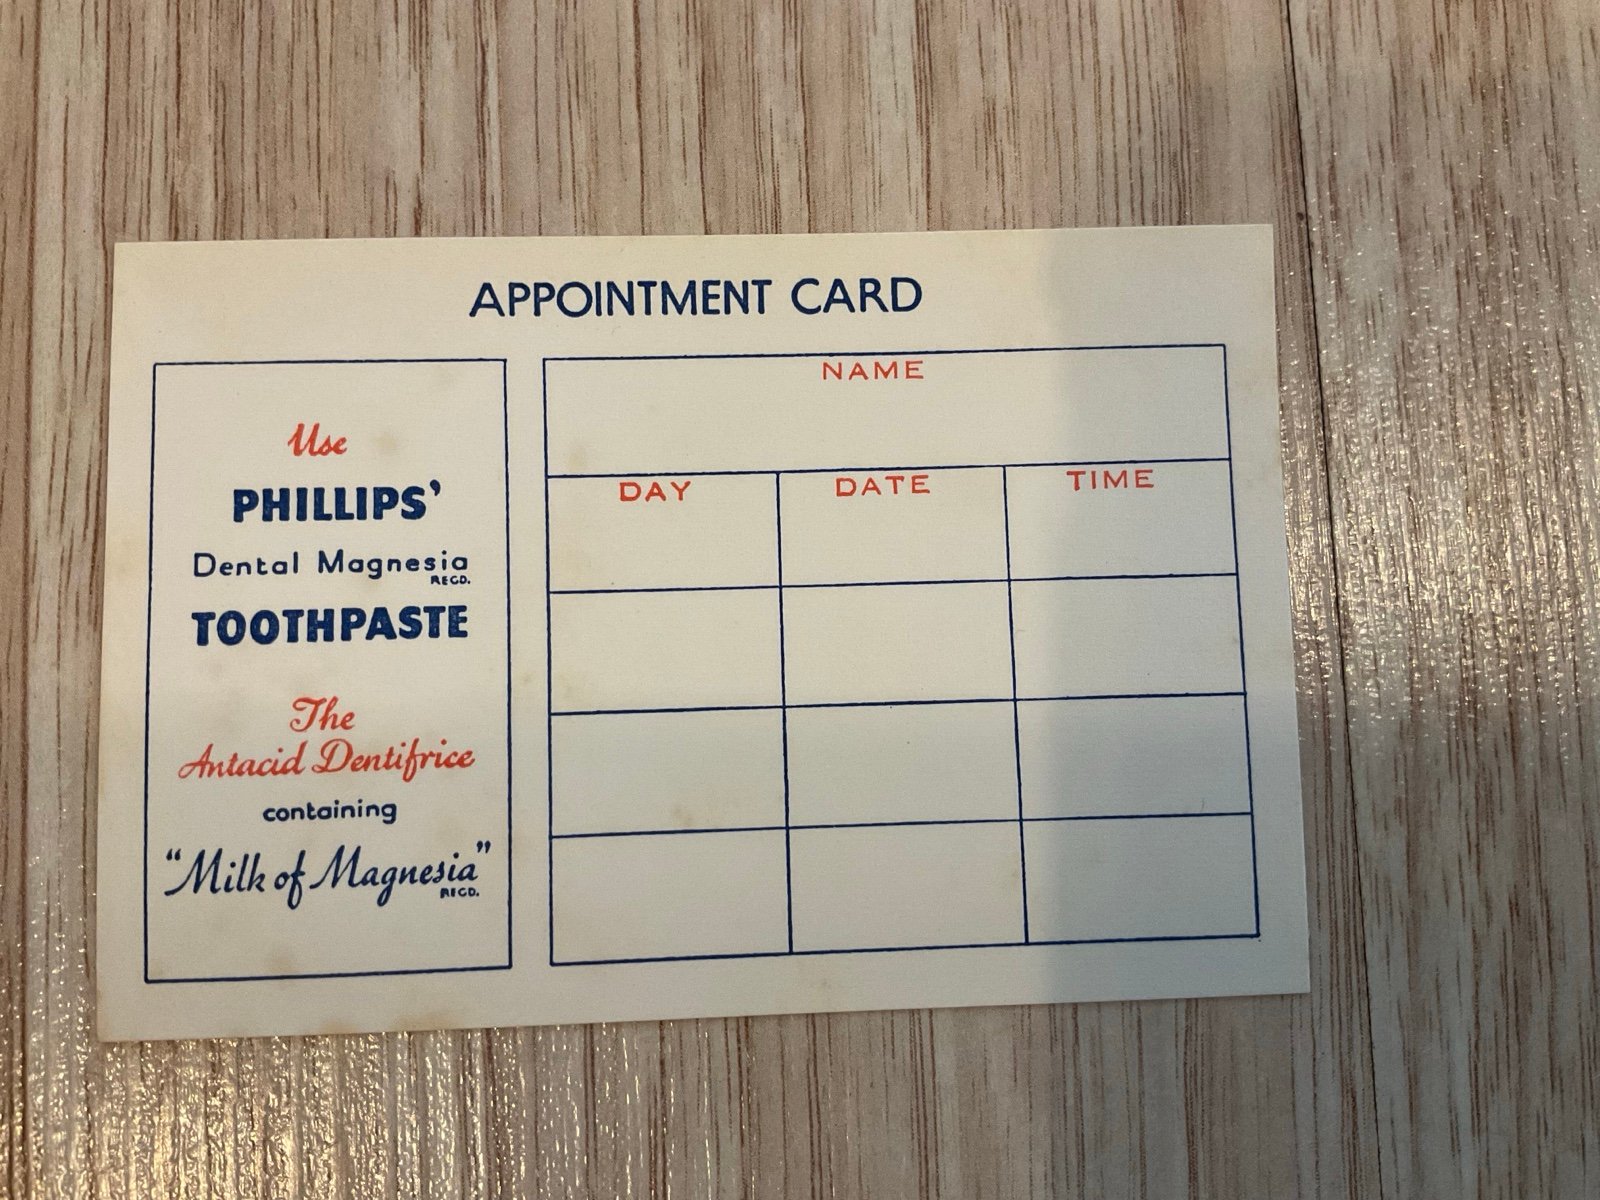 APPOINTMENT CARD
Use
PHILLIPS’
Dental Magnesia
REGD.
TOOTHPASTE
The
Antacid Dentifrice
containing
“Milk of Magnesia”
REGD.
NAME
DAY DATE TIME